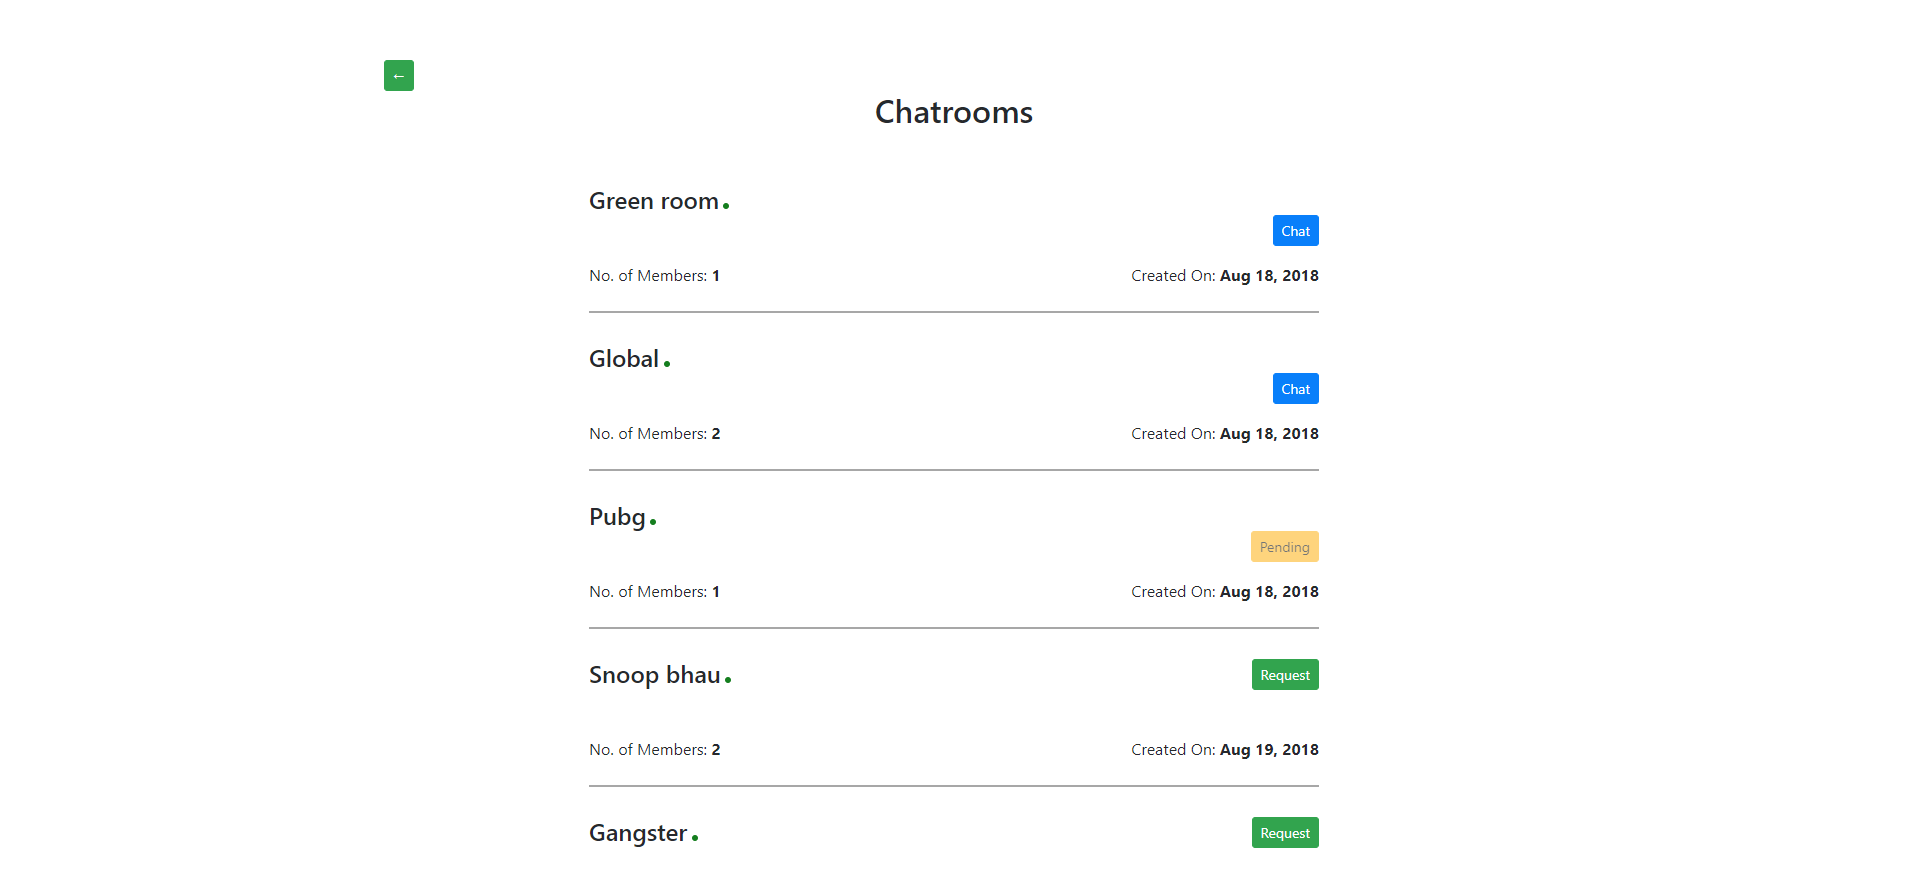 ←
Chatrooms
Green room
Chat
No. of Members: 1 Created On: Aug 18, 2018
Global
Chat
No. of Members: 2 Created On: Aug 18, 2018
Pubg
Pending
No. of Members: 1 Created On: Aug 18, 2018
Snoop bhau Request
No. of Members: 2 Created On: Aug 19, 2018
Gangster Request